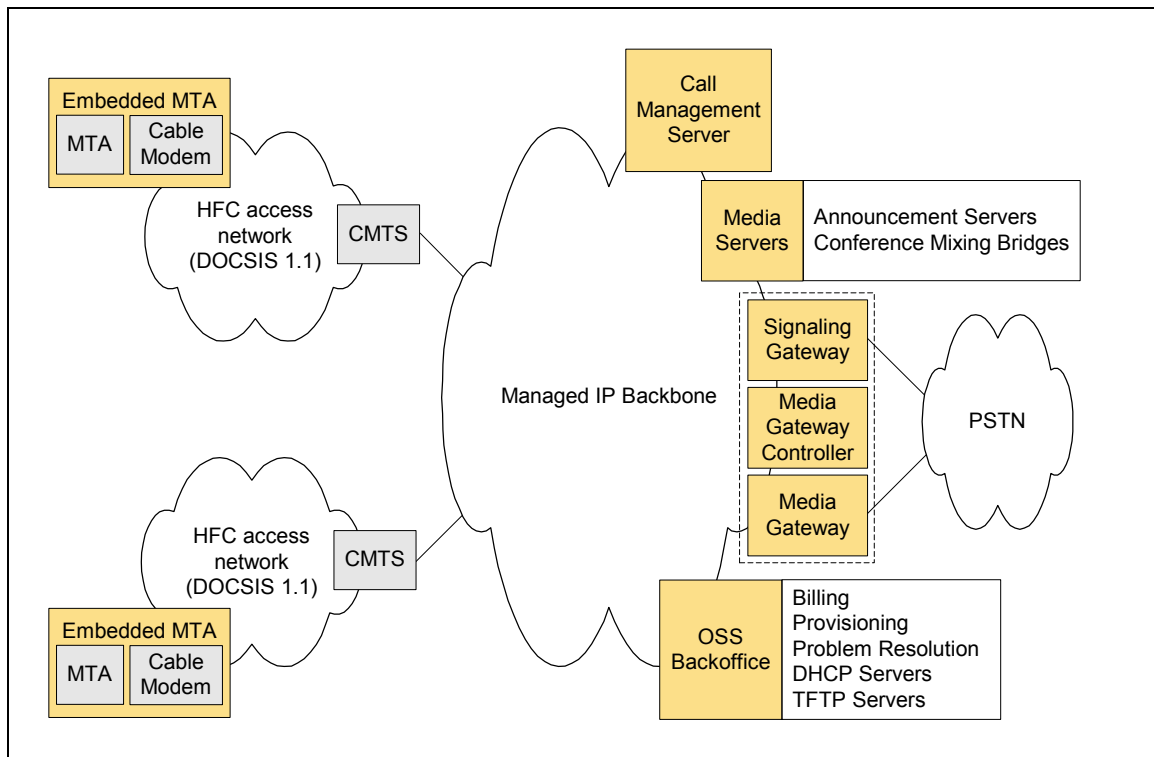 Embedded MTA
MTA
Cable
Modem
HFC access
network
(DOCSIS 1.1)
CMTS
Call
Management
Server
Media
Servers
Announcement Servers
Conference Mixing Bridges
Signaling
Gateway
Media
Gateway
Controller
Media
Gateway
Managed IP Backbone
PSTN
HFC access
network
(DOCSIS 1.1)
CMTS
Embedded MTA
MTA
Cable
Modem
OSS
Backoffice
Billing
Provisioning
Problem Resolution
DHCP Servers
TFTP Servers